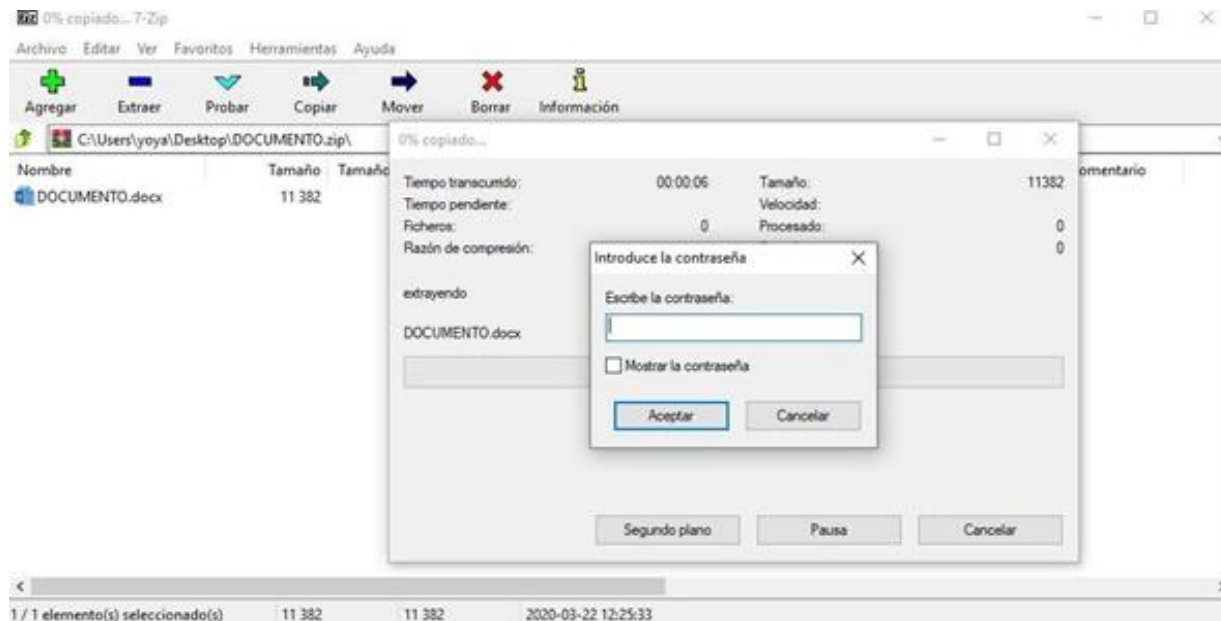 0% copiado... 7-Zip
Archivo Editar Ver Favoritos Herramientas Ayuda
Agregar Extraer Probar Copiar Mover Borrar Información
C:\Users\yoya\Desktop\DOCUMENTO.zip\
Nombre Tamaño Tamaño omentario
DOCUMENTO.docx 11 382
0% copiado...
Tiempo transcurrido: 00:00:06 Tamaño: 11382
Tiempo pendiente: Velocidad:
Ficheros: 0 Procesado: 0
Razón de compresión: 0
extrayendo
DOCUMENTO.docx
Introduce la contraseña
Escribe la contraseña:
Mostrar la contraseña
Aceptar Cancelar
Segundo plano Pausa Cancelar
1 / 1 elemento(s) seleccionado(s) 11 382 11 382 2020-03-22 12:25:33